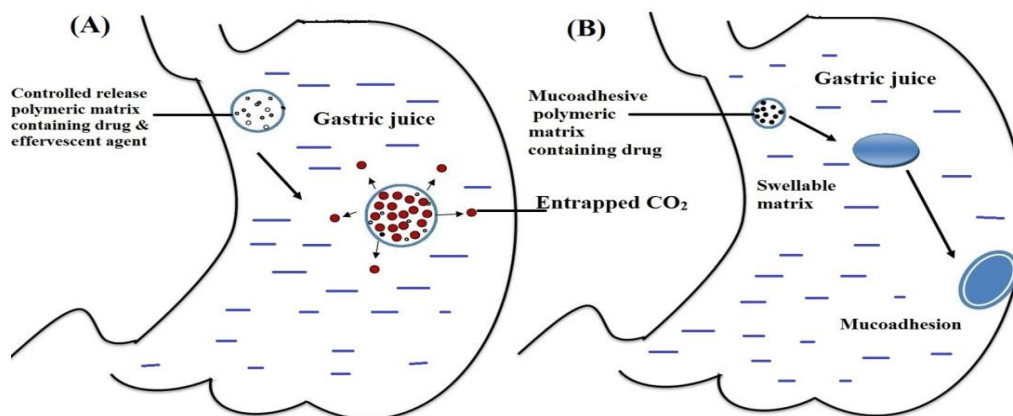 (A)
Controlled release
polymeric matrix
containing drug &
effervescent agent
Gastric juice
Entrapped CO₂
(B)
Gastric juice
Mucoadhesive
polymeric
matrix
containing drug
Swellable
matrix
Mucoadhesion